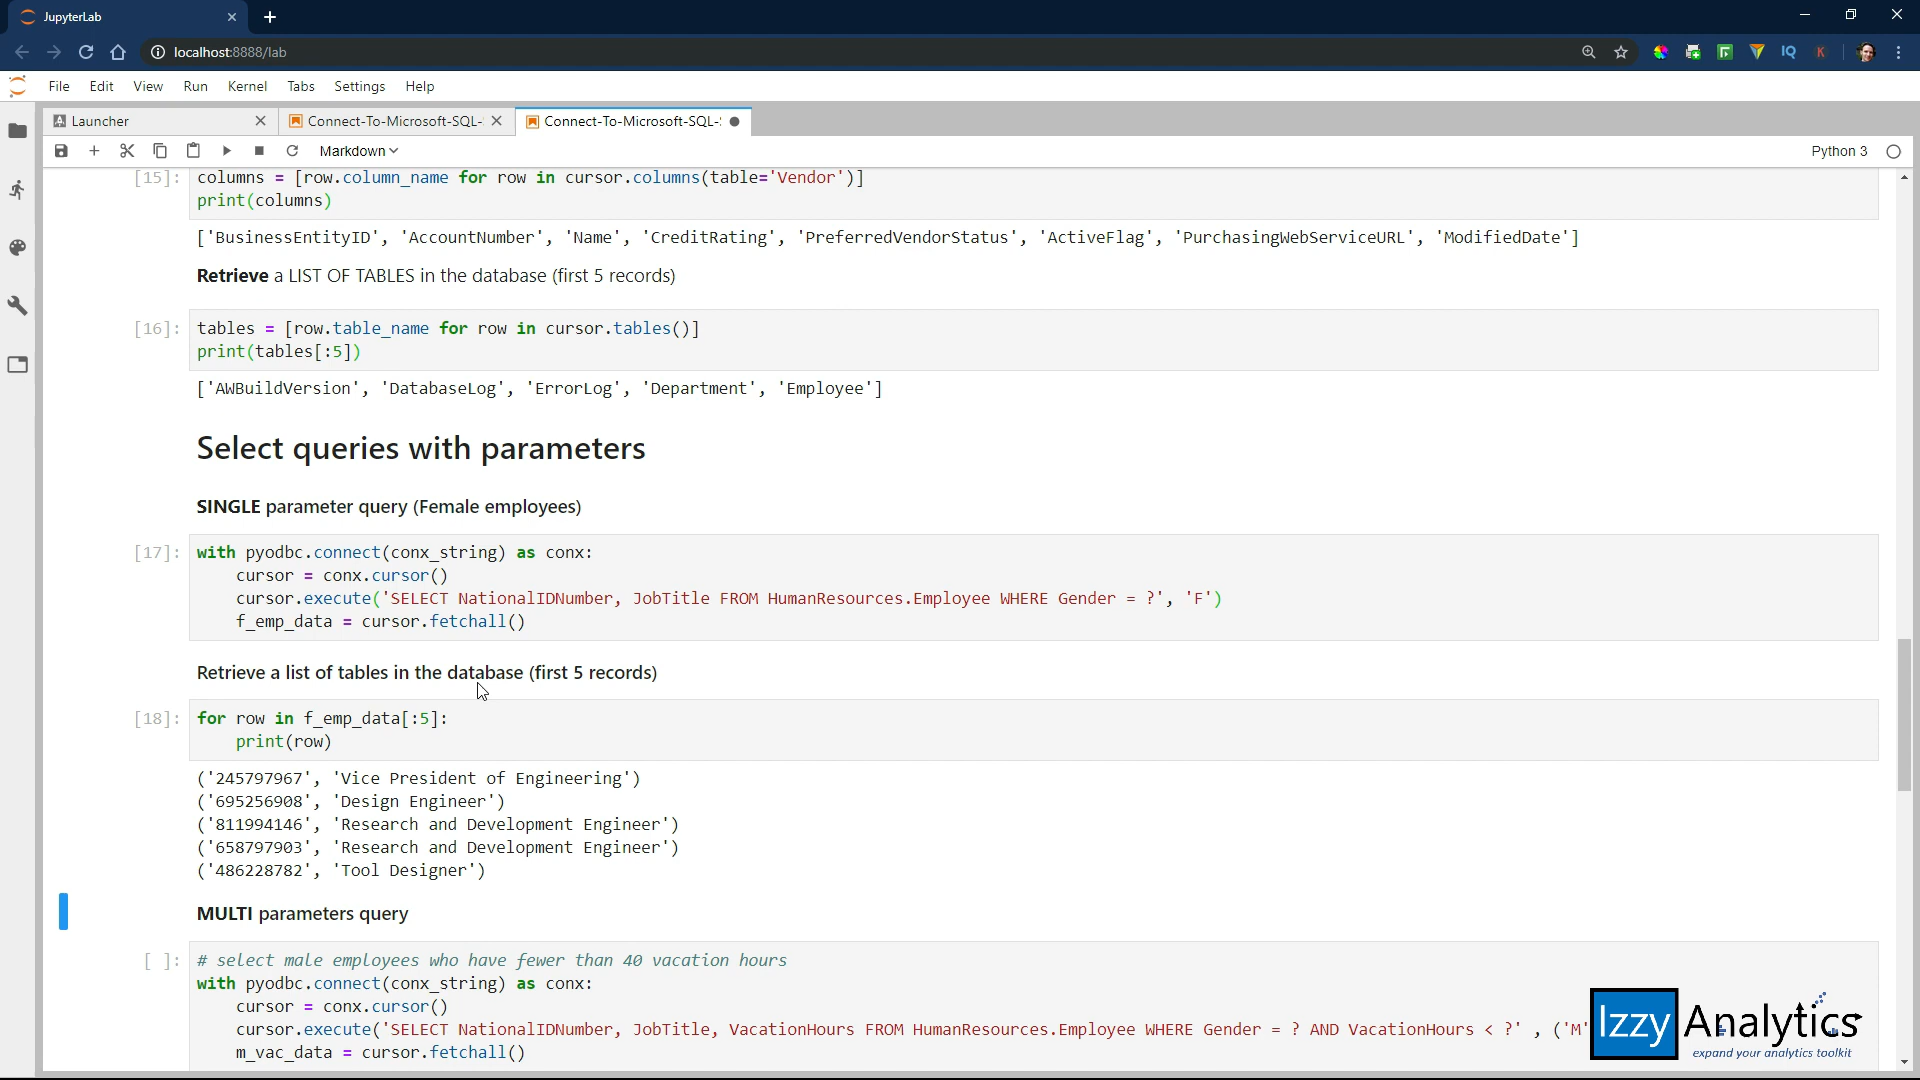 JupyterLab
localhost:8888/lab
File Edit View Run Kernel Tabs Settings Help
Launcher
Connect-To-Microsoft-SQL-
Connect-To-Microsoft-SQL-
Markdown
Python 3
[15]: columns = [row.column_name for row in cursor.columns(table='Vendor')]
print(columns)
['BusinessEntityID', 'AccountNumber', 'Name', 'CreditRating', 'PreferredVendorStatus', 'ActiveFlag', 'PurchasingWebServiceURL', 'ModifiedDate']
Retrieve a LIST OF TABLES in the database (first 5 records)
[16]: tables = [row.table_name for row in cursor.tables()]
print(tables[:5])
['AWBuildVersion', 'DatabaseLog', 'ErrorLog', 'Department', 'Employee']
Select queries with parameters
SINGLE parameter query (Female employees)
[17]: with pyodbc.connect(conx_string) as conx:
cursor = conx.cursor()
cursor.execute('SELECT NationalIDNumber, JobTitle FROM HumanResources.Employee WHERE Gender = ?', 'F')
f_emp_data = cursor.fetchall()
Retrieve a list of tables in the database (first 5 records)
[18]: for row in f_emp_data[:5]:
print(row)
('245797967', 'Vice President of Engineering')
('695256908', 'Design Engineer')
('811994146', 'Research and Development Engineer')
('658797903', 'Research and Development Engineer')
('486228782', 'Tool Designer')
MULTI parameters query
[ ]: # select male employees who have fewer than 40 vacation hours
with pyodbc.connect(conx_string) as conx:
cursor = conx.cursor()
cursor.execute('SELECT NationalIDNumber, JobTitle, VacationHours FROM HumanResources.Employee WHERE Gender = ? AND VacationHours < ?' , ('M'
m_vac_data = cursor.fetchall()
Izzy Analytics
expand your analytics toolkit